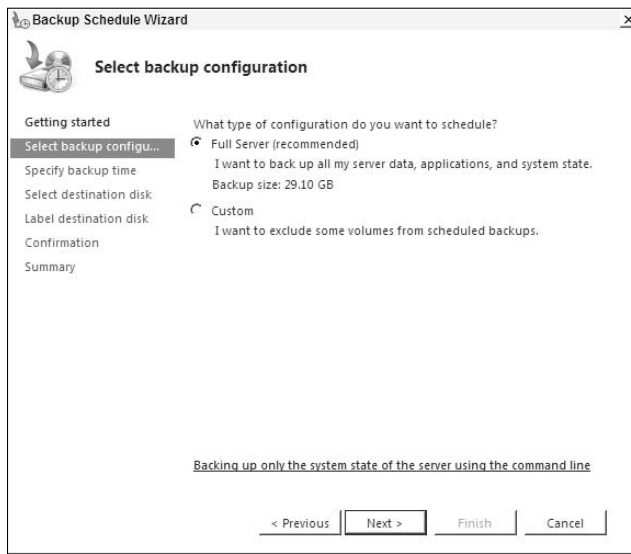 Backup Schedule Wizard
Select backup configuration
Getting started
Select backup configu...
Specify backup time
Select destination disk
Label destination disk
Confirmation
Summary
What type of configuration do you want to schedule?
Full Server (recommended)
I want to back up all my server data, applications, and system state.
Backup size: 29.10 GB
Custom
I want to exclude some volumes from scheduled backups.
Backing up only the system state of the server using the command line
< Previous
Next >
Finish
Cancel